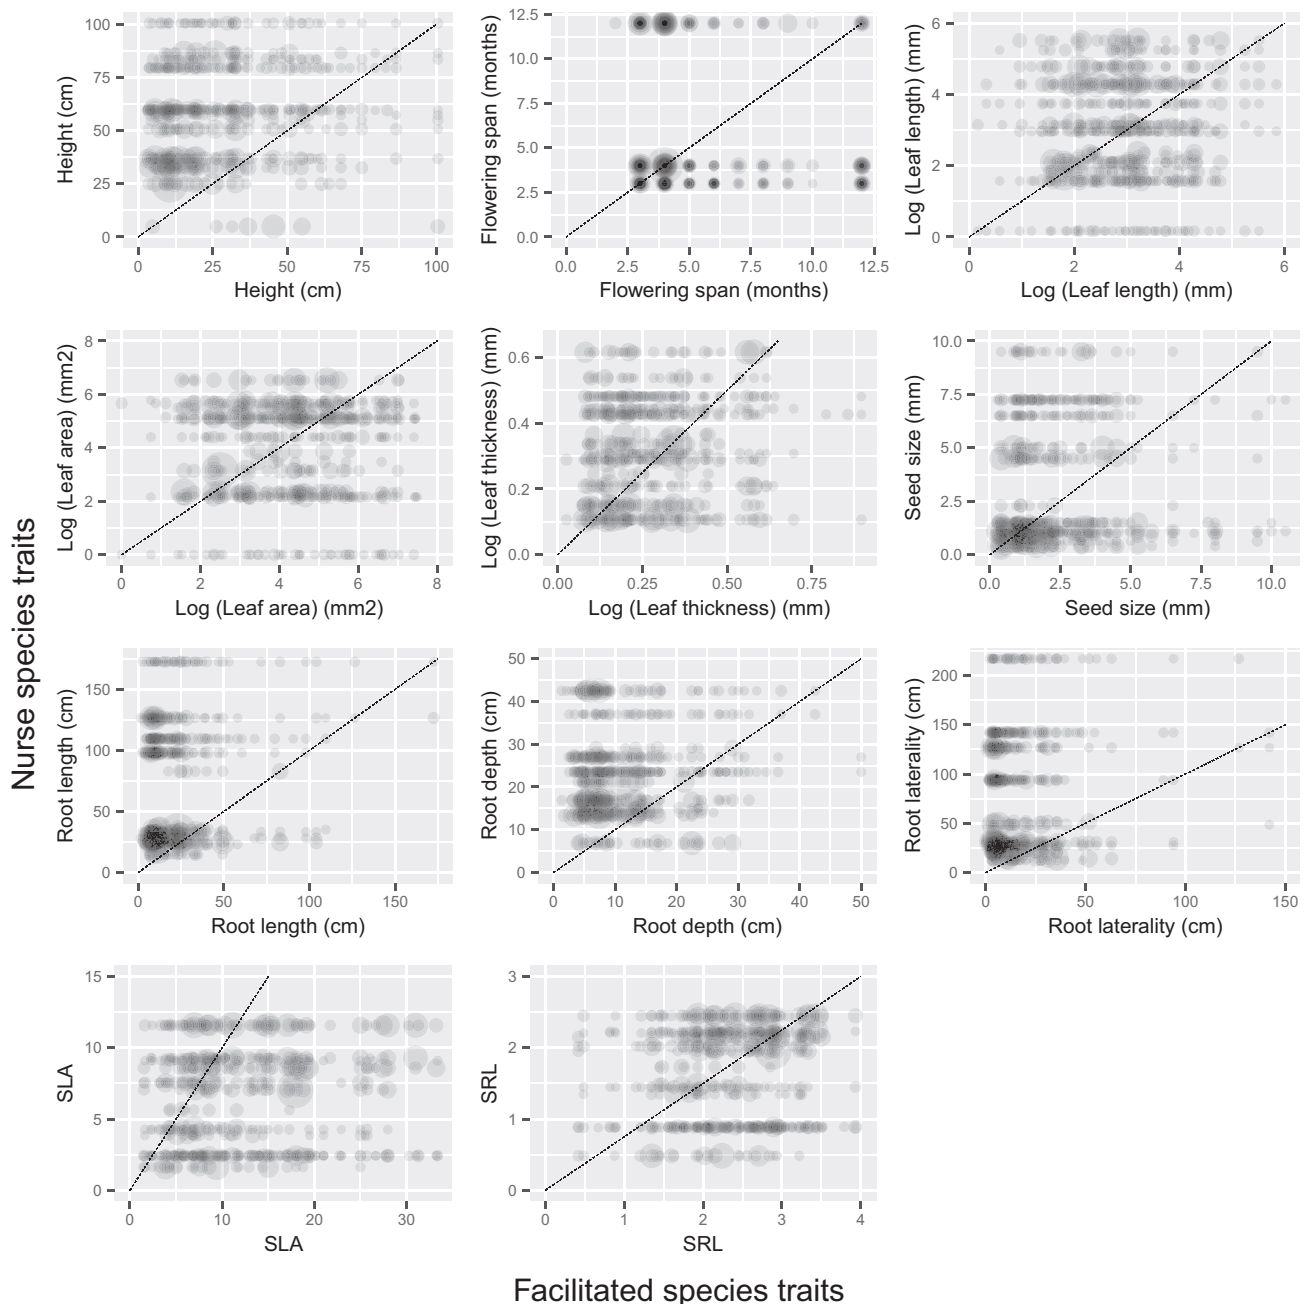 Nurse species traits
Height (cm)
100
75
50
25
0
0 25 50 75 100
Height (cm)
Flowering span (months)
12.5
10.0
7.5
5.0
2.5
0.0
0.0 2.5 5.0 7.5 10.0 12.5
Flowering span (months)
Log (Leaf length) (mm)
6
4
2
0
0 2 4 6
Log (Leaf length) (mm)
Log (Leaf area) (mm2)
8
6
4
2
0
0 2 4 6 8
Log (Leaf area) (mm2)
Log (Leaf thickness) (mm)
0.6
0.4
0.2
0.0
0.00 0.25 0.50 0.75
Log (Leaf thickness) (mm)
Seed size (mm)
10.0
7.5
5.0
2.5
0.0
0.0 2.5 5.0 7.5 10.0
Seed size (mm)
Root length (cm)
150
100
50
0
0 50 100 150
Root length (cm)
Root depth (cm)
50
40
30
20
10
0
0 10 20 30 40 50
Root depth (cm)
Root laterality (cm)
200
150
100
50
0
0 50 100 150
Root laterality (cm)
SLA
15
10
5
0
0 10 20 30
SLA
SRL
3
2
1
0
0 1 2 3 4
SRL
Facilitated species traits